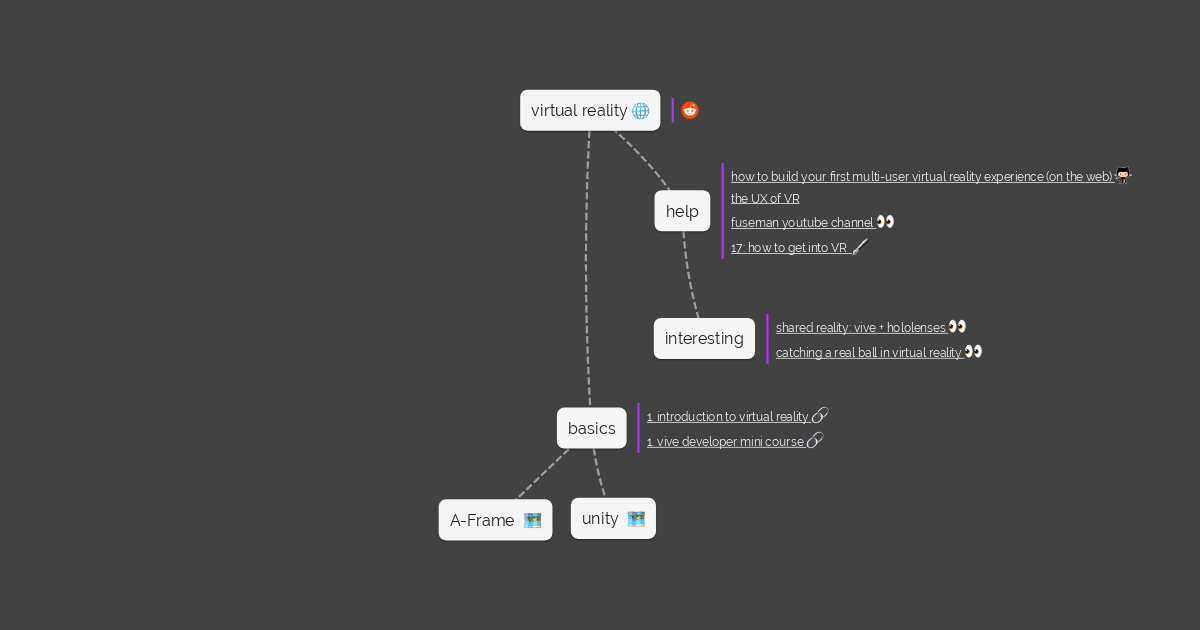 virtual reality
how to build your first multi-user virtual reality experience (on the web)
the UX of VR
help
fuseman youtube channel
17: how to get into VR
shared reality: vive + hololenses
interesting
catching a real ball in virtual reality
1. introduction to virtual reality
basics
1. vive developer mini course
A-Frame
unity